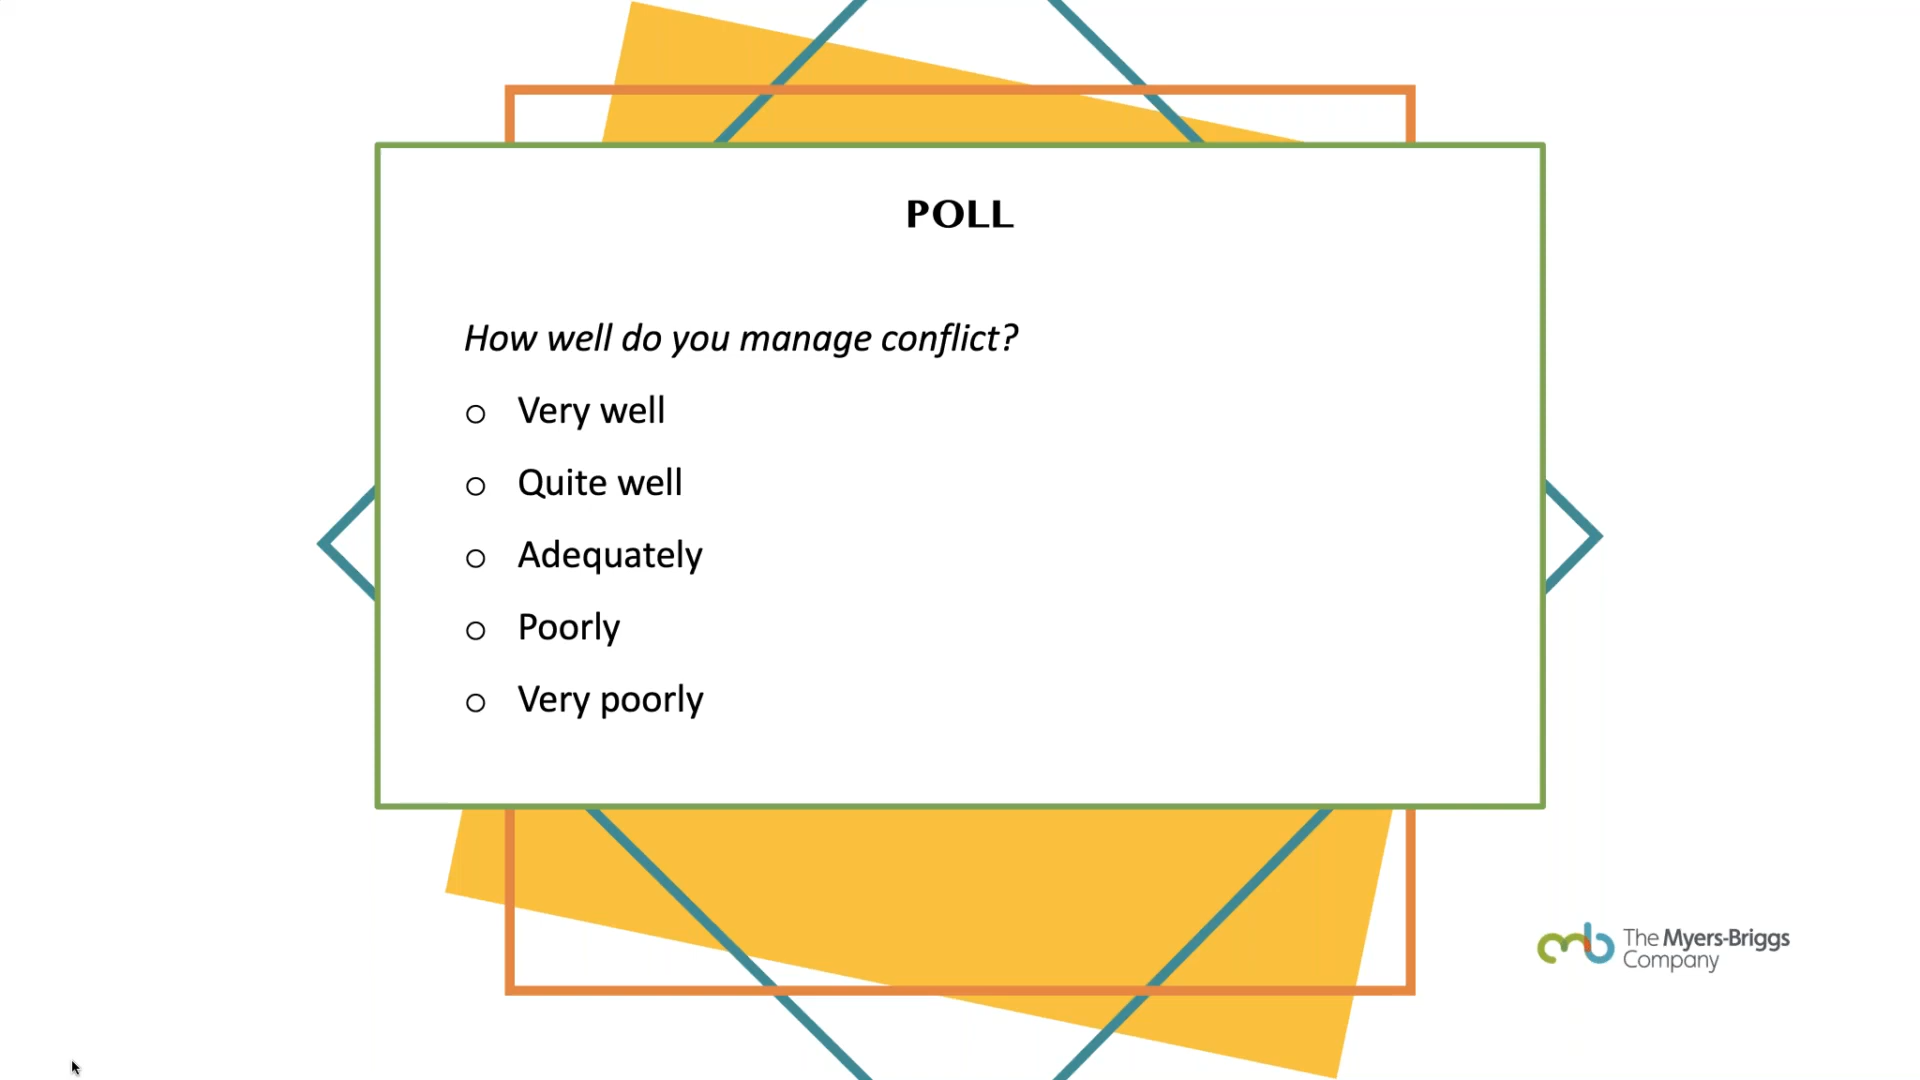 POLL
How well do you manage conflict?
Very well
Quite well
Adequately
Poorly
Very poorly
mb The Myers-Briggs
Company